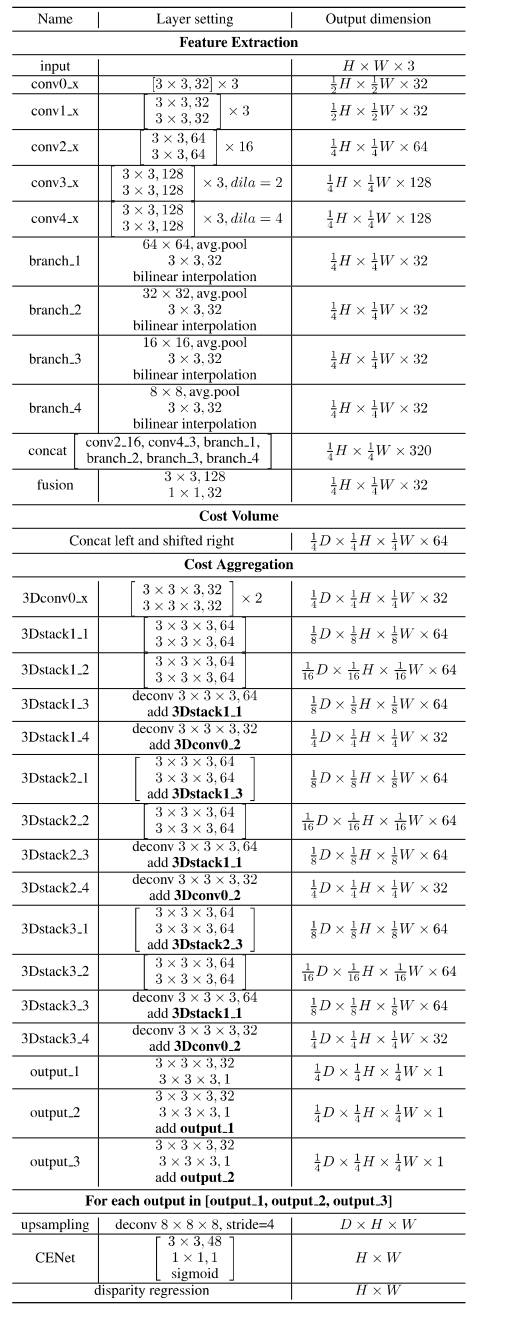 Name Layer setting Output dimension
Feature Extraction
input H × W × 3
conv0_x [3 × 3, 32] × 3 1/2H × 1/2W × 32
conv1_x [3 × 3, 32
3 × 3, 32] × 3 1/2H × 1/2W × 32
conv2_x [3 × 3, 64
3 × 3, 64] × 16 1/4H × 1/4W × 64
conv3_x [3 × 3, 128
3 × 3, 128] × 3, dila = 2 1/4H × 1/4W × 128
conv4_x [3 × 3, 128
3 × 3, 128] × 3, dila = 4 1/4H × 1/4W × 128
branch_1 64 × 64, avg.pool
3 × 3, 32
bilinear interpolation 1/4H × 1/4W × 32
branch_2 32 × 32, avg.pool
3 × 3, 32
bilinear interpolation 1/4H × 1/4W × 32
branch_3 16 × 16, avg.pool
3 × 3, 32
bilinear interpolation 1/4H × 1/4W × 32
branch_4 8 × 8, avg.pool
3 × 3, 32
bilinear interpolation 1/4H × 1/4W × 32
concat [conv2_16, conv4_3, branch_1,
branch_2, branch_3, branch_4] 1/4H × 1/4W × 320
fusion 3 × 3, 128
1 × 1, 32 1/4H × 1/4W × 32
Cost Volume
Concat left and shifted right 1/4D × 1/4H × 1/4W × 64
Cost Aggregation
3Dconv0_x [3 × 3 × 3, 32
3 × 3 × 3, 32] × 2 1/4D × 1/4H × 1/4W × 32
3Dstack1_1 [3 × 3 × 3, 64
3 × 3 × 3, 64] 1/8D × 1/8H × 1/8W × 64
3Dstack1_2 [3 × 3 × 3, 64
3 × 3 × 3, 64] 1/16D × 1/16H × 1/16W × 64
3Dstack1_3 deconv 3 × 3 × 3, 64
add 3Dstack1_1 1/8D × 1/8H × 1/8W × 64
3Dstack1_4 deconv 3 × 3 × 3, 32
add 3Dconv0_2 1/4D × 1/4H × 1/4W × 32
3Dstack2_1 [3 × 3 × 3, 64
3 × 3 × 3, 64
add 3Dstack1_3] 1/8D × 1/8H × 1/8W × 64
3Dstack2_2 [3 × 3 × 3, 64
3 × 3 × 3, 64] 1/16D × 1/16H × 1/16W × 64
3Dstack2_3 deconv 3 × 3 × 3, 64
add 3Dstack1_1 1/8D × 1/8H × 1/8W × 64
3Dstack2_4 deconv 3 × 3 × 3, 32
add 3Dconv0_2 1/4D × 1/4H × 1/4W × 32
3Dstack3_1 [3 × 3 × 3, 64
3 × 3 × 3, 64
add 3Dstack2_3] 1/8D × 1/8H × 1/8W × 64
3Dstack3_2 [3 × 3 × 3, 64
3 × 3 × 3, 64] 1/16D × 1/16H × 1/16W × 64
3Dstack3_3 deconv 3 × 3 × 3, 64
add 3Dstack1_1 1/8D × 1/8H × 1/8W × 64
3Dstack3_4 deconv 3 × 3 × 3, 32
add 3Dconv0_2 1/4D × 1/4H × 1/4W × 32
output_1 3 × 3 × 3, 32
3 × 3 × 3, 1 1/4D × 1/4H × 1/4W × 1
output_2 3 × 3 × 3, 32
3 × 3 × 3, 1
add output_1 1/4D × 1/4H × 1/4W × 1
output_3 3 × 3 × 3, 32
3 × 3 × 3, 1
add output_2 1/4D × 1/4H × 1/4W × 1
For each output in [output_1, output_2, output_3]
upsampling deconv 8 × 8 × 8, stride=4 D × H × W
CENet [3 × 3, 48
1 × 1, 1
sigmoid] H × W
disparity regression H × W